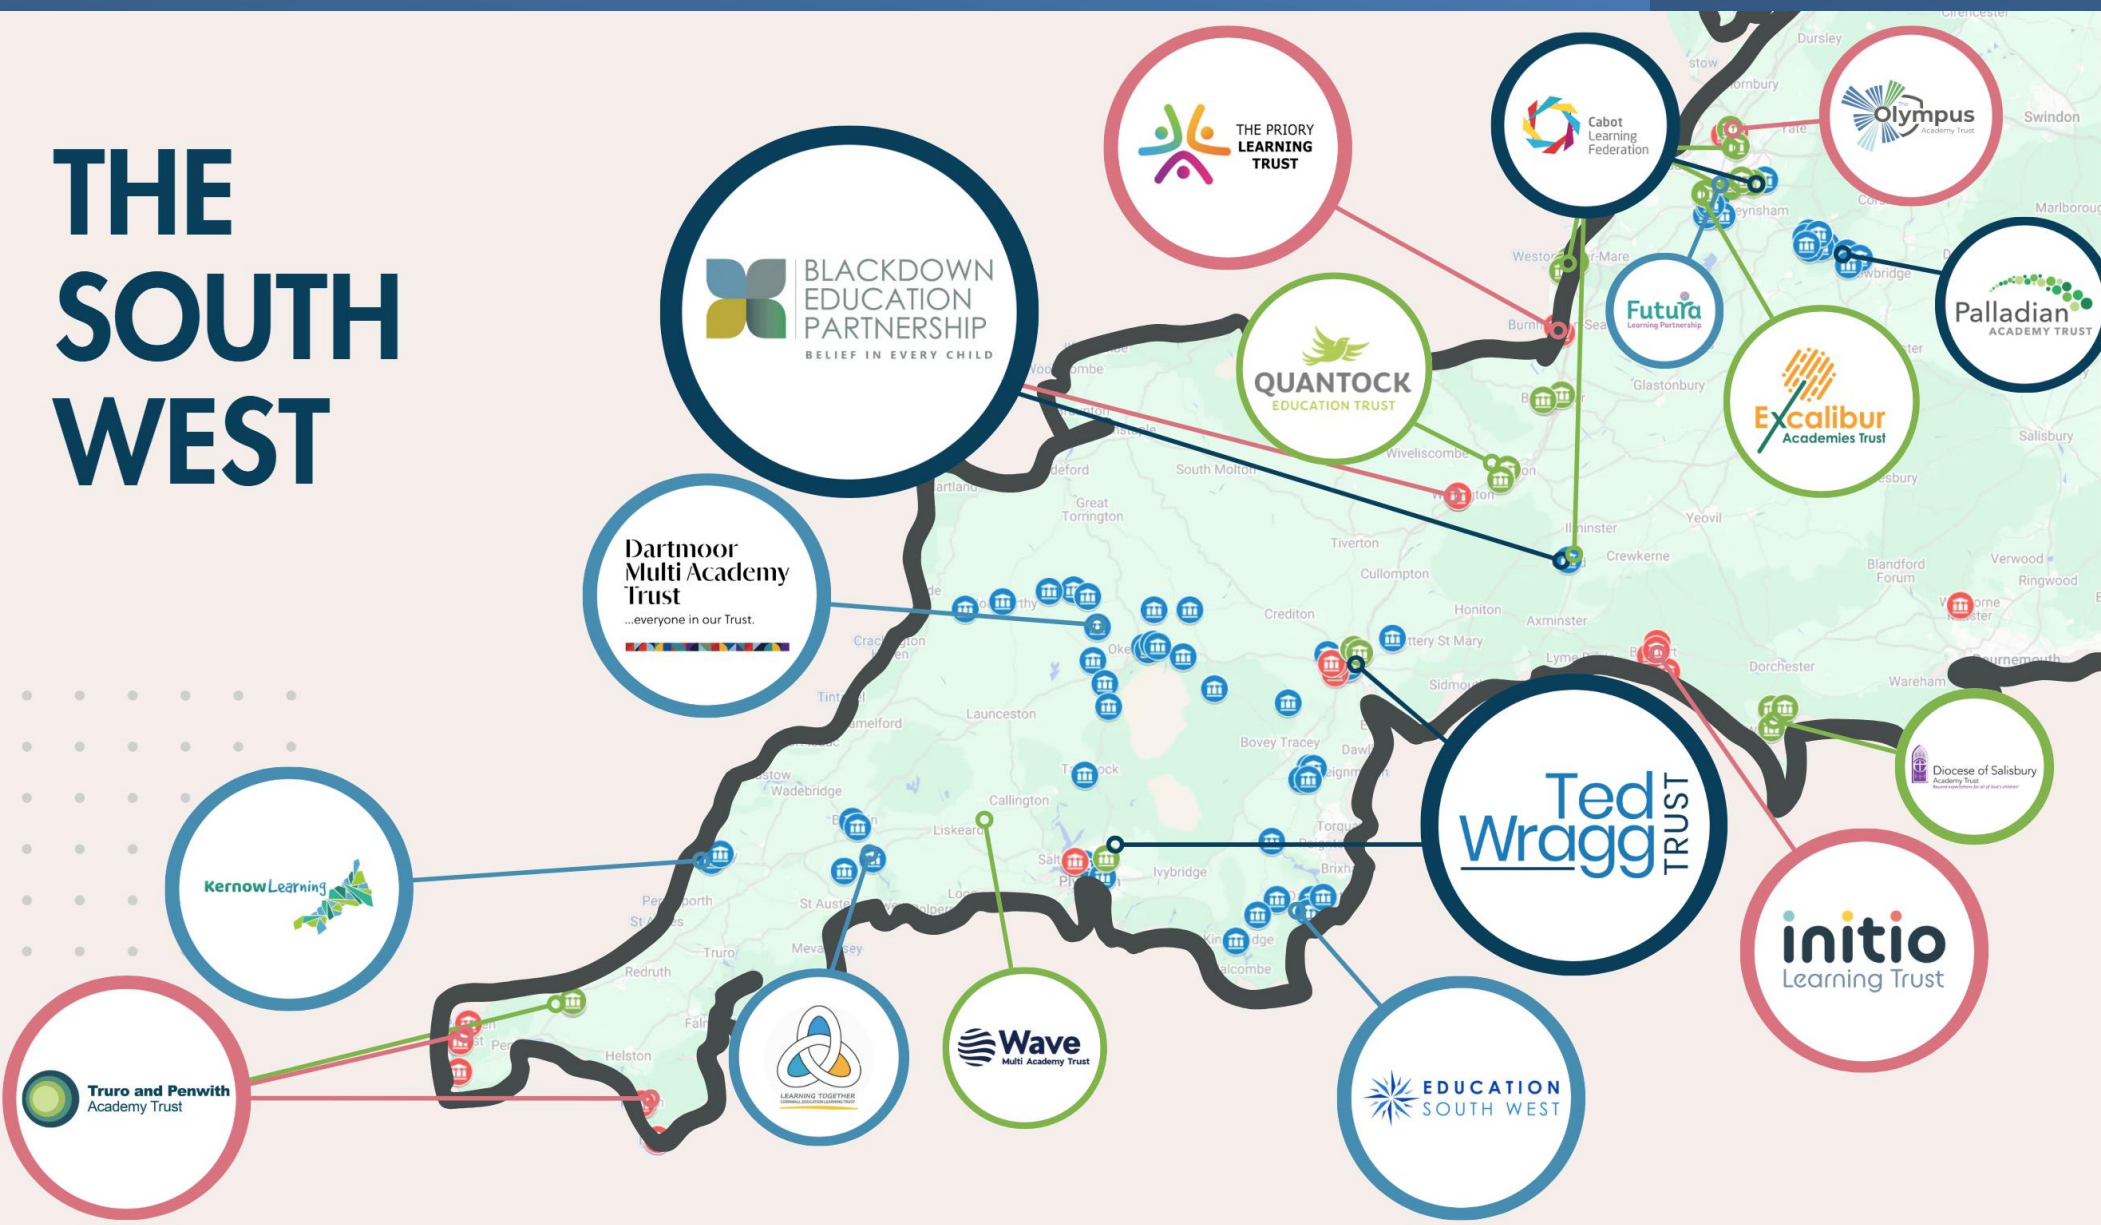 THE
SOUTH
WEST
BLACKDOWN
EDUCATION
PARTNERSHIP
BELIEF IN EVERY CHILD
THE PRIORY
LEARNING
TRUST
Cabot
Learning
Federation
Olympus
Academy Trust
Palladian
ACADEMY TRUST
Futura
Learning Partnership
QUANTOCK
EDUCATION TRUST
Excalibur
Academies Trust
Dartmoor
Multi Academy
Trust
...everyone in our Trust.
KernowLearning
Truro and Penwith
Academy Trust
LEARNING TOGETHER
Wave
Multi Academy Trust
EDUCATION
SOUTH WEST
Ted
Wragg
TRUST
Diocese of Salisbury
Academy Trust
initio
Learning Trust
Dursley
Swindon
Glastonbury
Salisbury
Wiveliscombe
South Molton
Great
Torrington
Tiverton
Cullompton
Yeovil
Crewkerne
Blandford
Forum
Verwood
Ringwood
Crediton
Honiton
Axminster
Dorchester
Wareham
Launceston
Bovey Tracey
Wadebridge
Callington
Liskeard
Ivybridge
Truro
Redruth
Helston